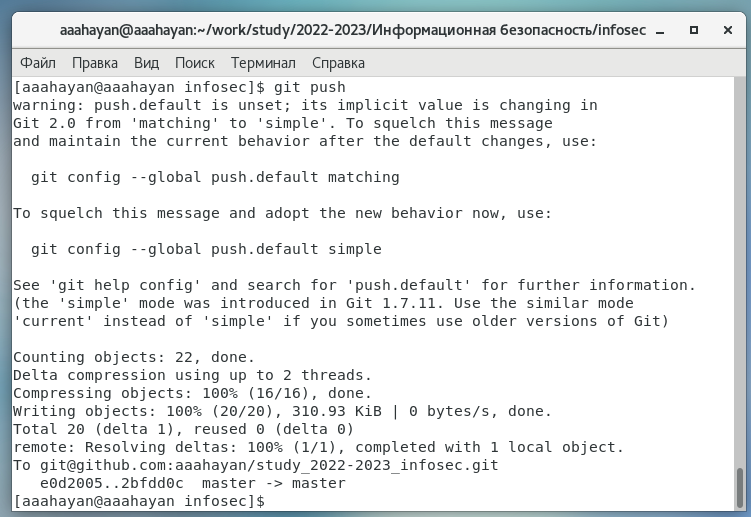 aaahayan@aaahayan:~/work/study/2022-2023/Информационная безопасность/infosec
Файл Правка Вид Поиск Терминал Справка
[aaahayan@aaahayan infosec]$ git push
warning: push.default is unset; its implicit value is changing in
Git 2.0 from 'matching' to 'simple'. To squelch this message
and maintain the current behavior after the default changes, use:
  git config --global push.default matching
To squelch this message and adopt the new behavior now, use:
  git config --global push.default simple
See 'git help config' and search for 'push.default' for further information.
(the 'simple' mode was introduced in Git 1.7.11. Use the similar mode
'current' instead of 'simple' if you sometimes use older versions of Git)
Counting objects: 22, done.
Delta compression using up to 2 threads.
Compressing objects: 100% (16/16), done.
Writing objects: 100% (20/20), 310.93 KiB | 0 bytes/s, done.
Total 20 (delta 1), reused 0 (delta 0)
remote: Resolving deltas: 100% (1/1), completed with 1 local object.
To git@github.com:aaahayan/study_2022-2023_infosec.git
   e0d2005..2bfdd0c  master -> master
[aaahayan@aaahayan infosec]$